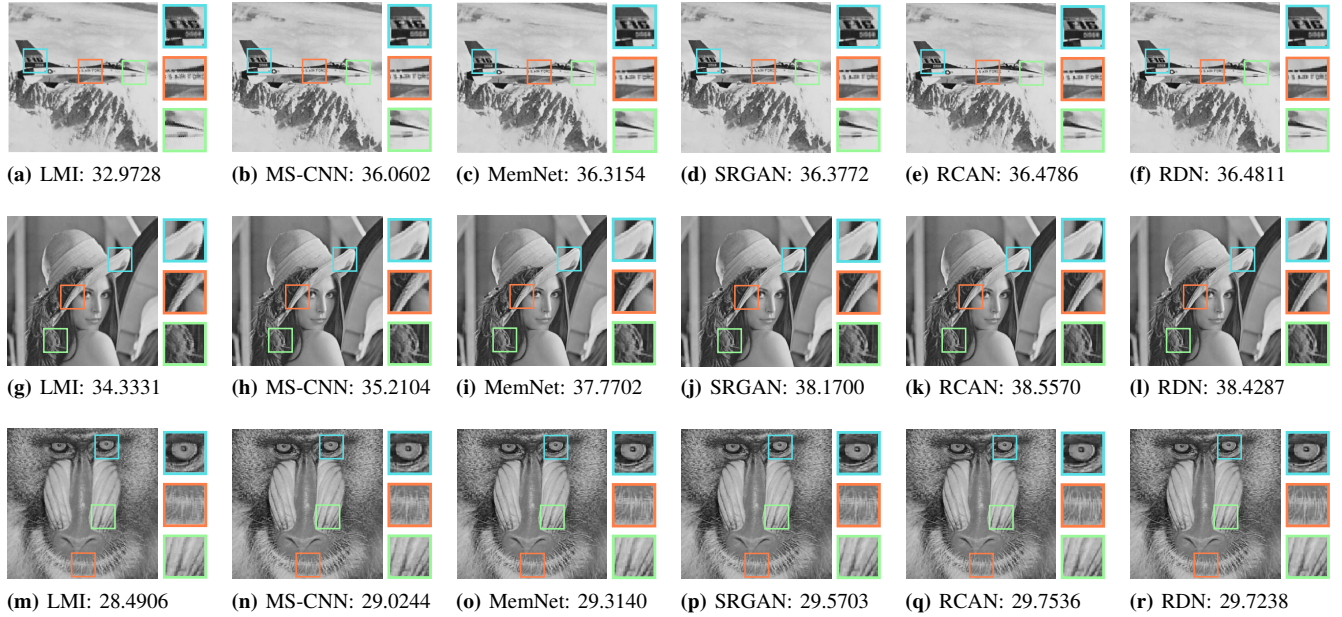 (a) LMI: 32.9728 (b) MS-CNN: 36.0602 (c) MemNet: 36.3154 (d) SRGAN: 36.3772 (e) RCAN: 36.4786 (f) RDN: 36.4811
(g) LMI: 34.3331 (h) MS-CNN: 35.2104 (i) MemNet: 37.7702 (j) SRGAN: 38.1700 (k) RCAN: 38.5570 (l) RDN: 38.4287
(m) LMI: 28.4906 (n) MS-CNN: 29.0244 (o) MemNet: 29.3140 (p) SRGAN: 29.5703 (q) RCAN: 29.7536 (r) RDN: 29.7238